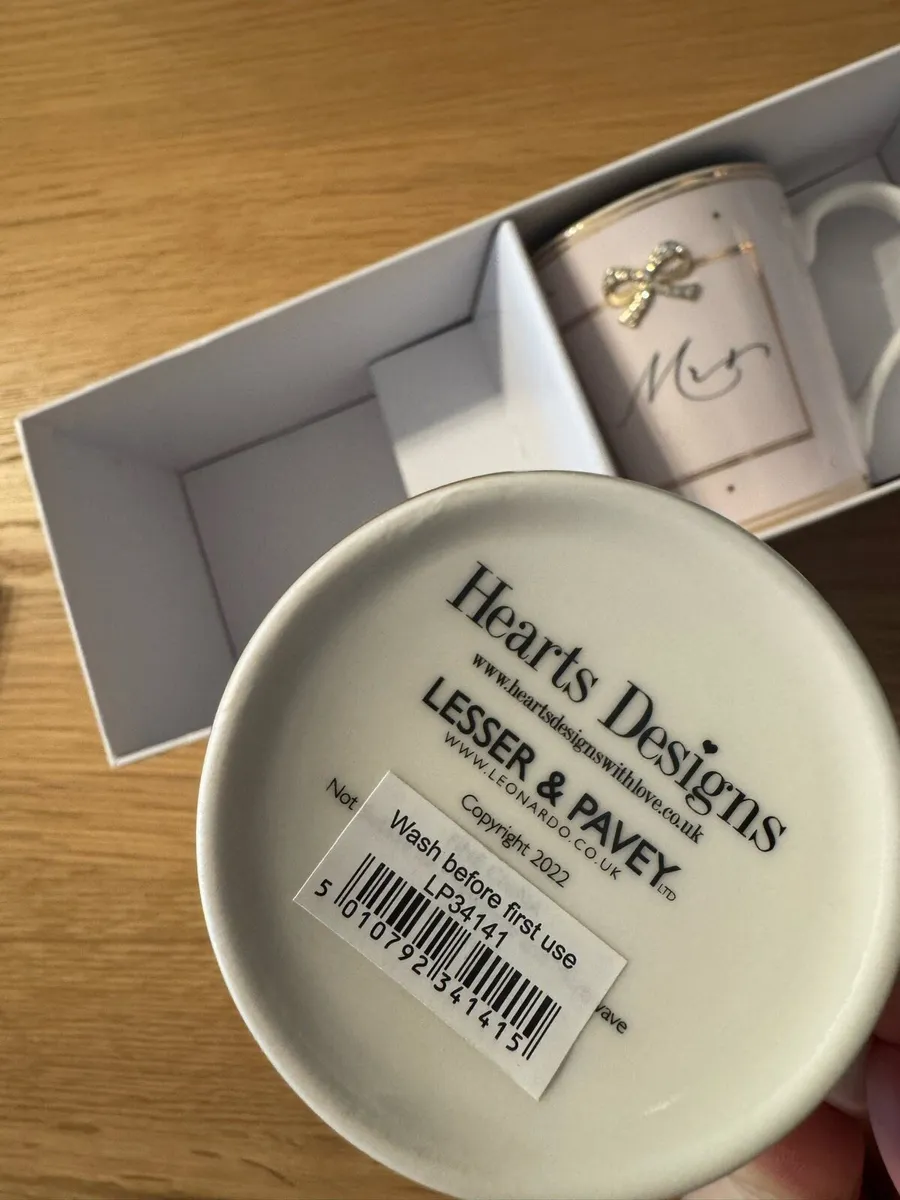 Mrs
Hearts Designs
www.heartsdesignswithlove.co.uk
LESSER & PAVEY LTD
WWW.LEONARDO.CO.UK
Copyright 2022
Not
Wash before first use
LP34141
5 010792 341415